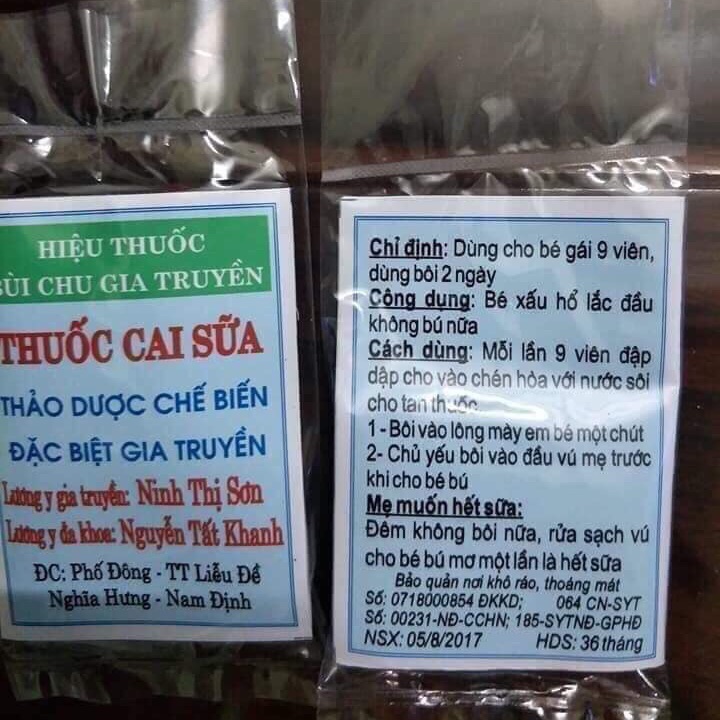 HIỆU THUỐC
BÙI CHU GIA TRUYỀN
THUỐC CAI SỮA
THẢO DƯỢC CHẾ BIẾN
ĐẶC BIỆT GIA TRUYỀN
Lương y gia truyền: Ninh Thị Sơn
Lương y đa khoa: Nguyễn Tất Khanh
ĐC: Phố Đông - TT Liễu Đề
Nghĩa Hưng - Nam Định
Chỉ định: Dùng cho bé gái 9 viên,
dùng bôi 2 ngày
Công dụng: Bé xấu hổ lắc đầu
không bú nữa
Cách dùng: Mỗi lần 9 viên đập
dập cho vào chén hòa với nước sôi
cho tan thuốc
1 - Bôi vào lông mày em bé một chút
2- Chủ yếu bôi vào đầu vú mẹ trước
khi cho bé bú
Mẹ muốn hết sữa:
Đêm không bôi nữa, rửa sạch vú
cho bé bú mơ một lần là hết sữa
Bảo quản nơi khô ráo, thoáng mát
Số: 0718000854 ĐKKD; 064 CN-SYT
Số: 00231-NĐ-CCHN; 185-SYTNĐ-GPHĐ
NSX: 05/8/2017 HDS: 36 tháng